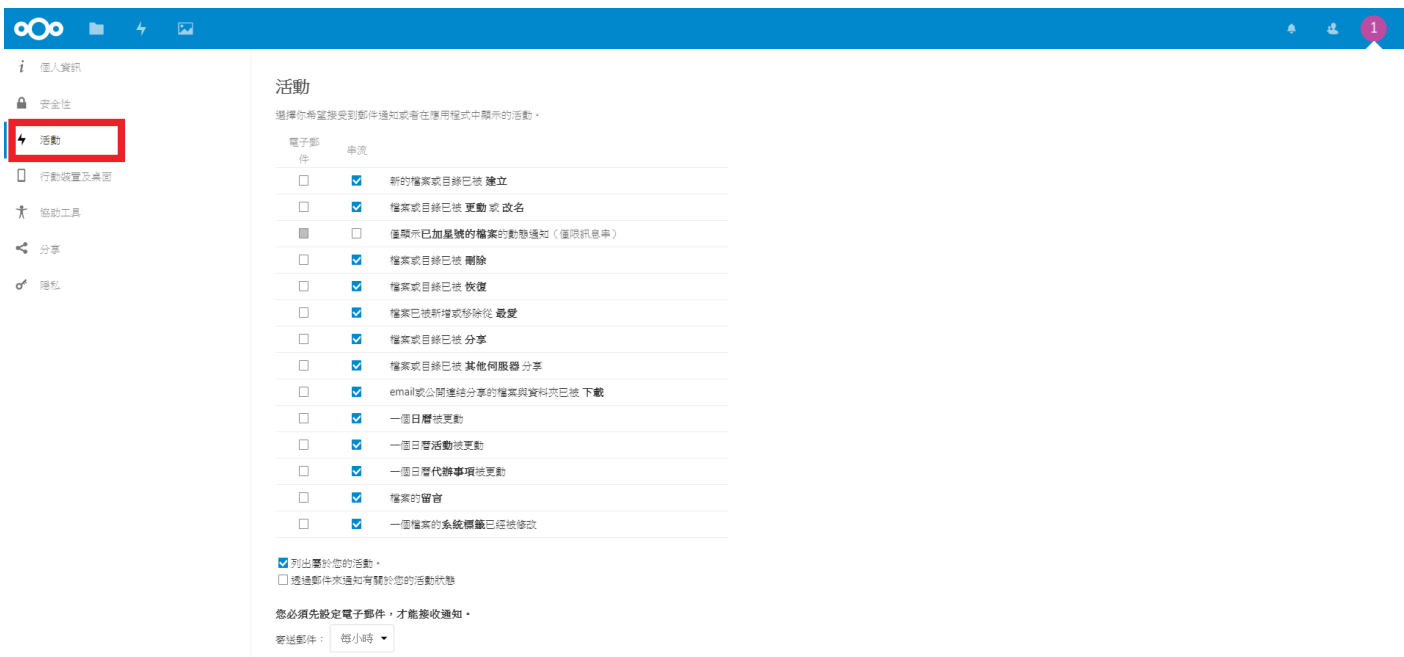 1
個人資訊
安全性
活動
行動裝置及桌面
協助工具
分享
隱私
活動
選擇你希望接受到郵件通知或者在應用程式中顯示的活動。
電子郵件
串流
新的檔案或目錄已被 建立
檔案或目錄已被 更動 或 改名
僅顯示已加星號的檔案的動態通知（僅限訊息串）
檔案或目錄已被 刪除
檔案或目錄已被 恢復
檔案已被新增或移除從 最愛
檔案或目錄已被 分享
檔案或目錄已被 其他伺服器 分享
email或公開連結分享的檔案與資料夾已被 下載
一個日曆被更動
一個日曆活動被更動
一個日曆代辦事項被更動
檔案的留言
一個檔案的系統標籤已經被修改
列出屬於您的活動。
透過郵件來通知有關於您的活動狀態
您必須先設定電子郵件，才能接收通知。
寄送郵件： 每小時